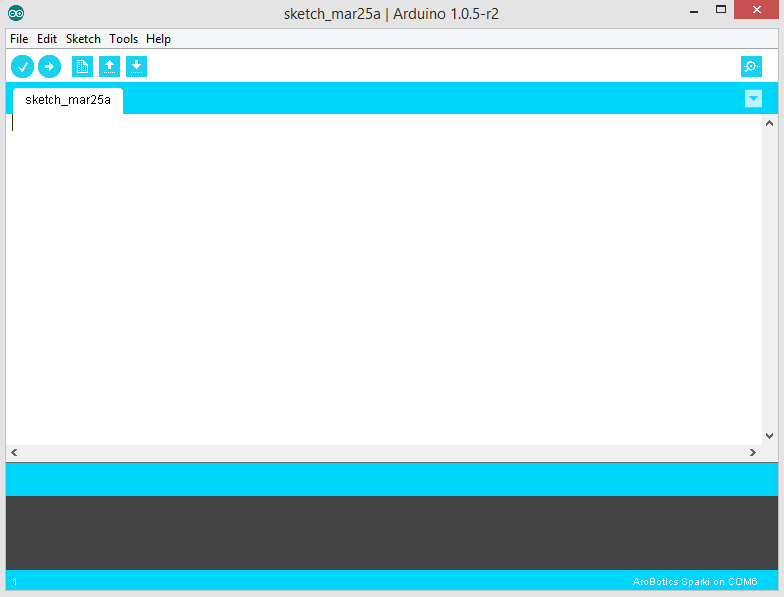 sketch_mar25a | Arduino 1.0.5-r2
File Edit Sketch Tools Help
sketch_mar25a
1
ArcBotics Sparki on COM6